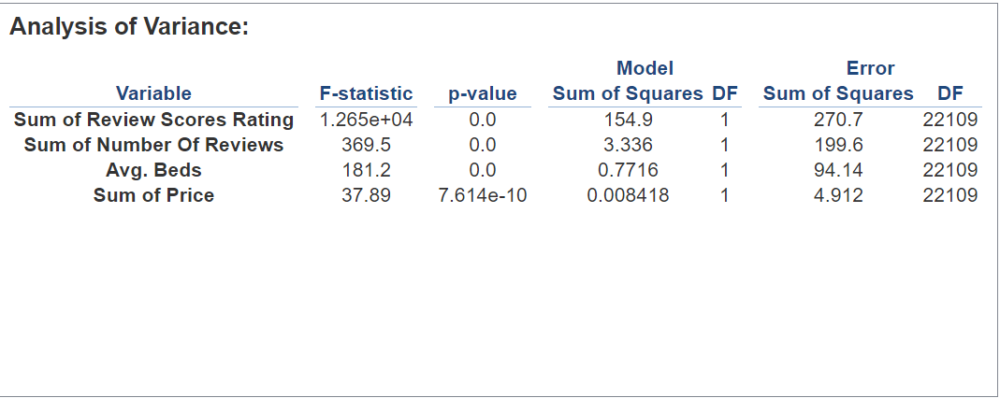 Analysis of Variance:
Model Error
Variable F-statistic p-value Sum of Squares DF Sum of Squares DF
Sum of Review Scores Rating 1.265e+04 0.0 154.9 1 270.7 22109
Sum of Number Of Reviews 369.5 0.0 3.336 1 199.6 22109
Avg. Beds 181.2 0.0 0.7716 1 94.14 22109
Sum of Price 37.89 7.614e-10 0.008418 1 4.912 22109